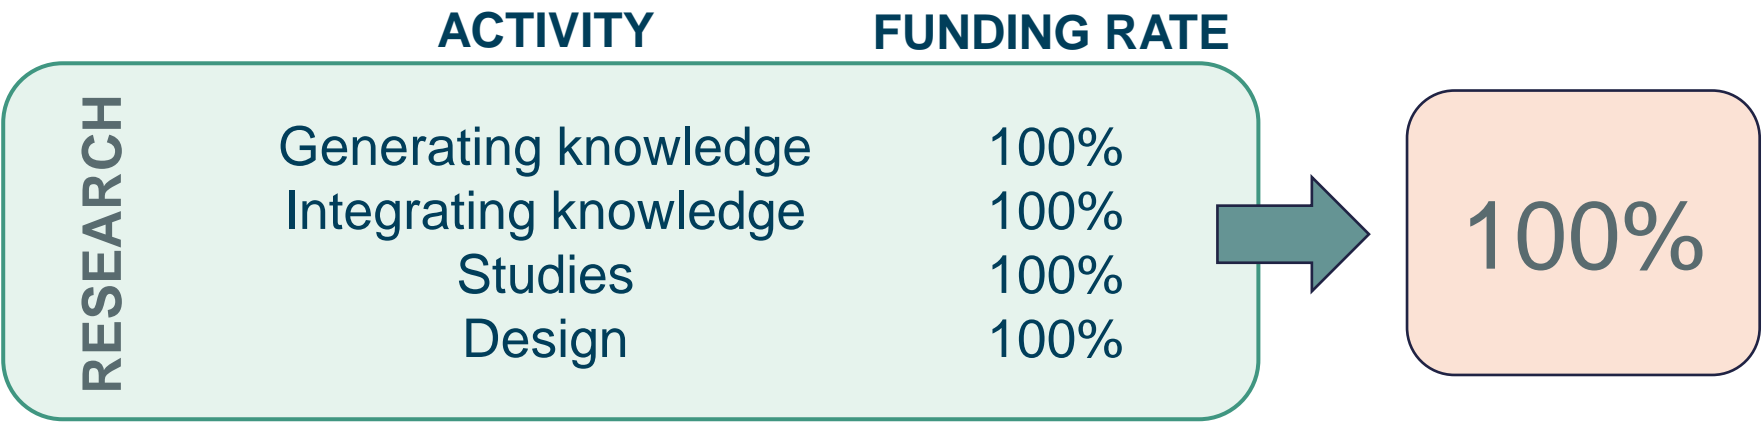 ACTIVITY FUNDING RATE
RESEARCH
Generating knowledge 100%
Integrating knowledge 100%
Studies 100%
Design 100%
100%